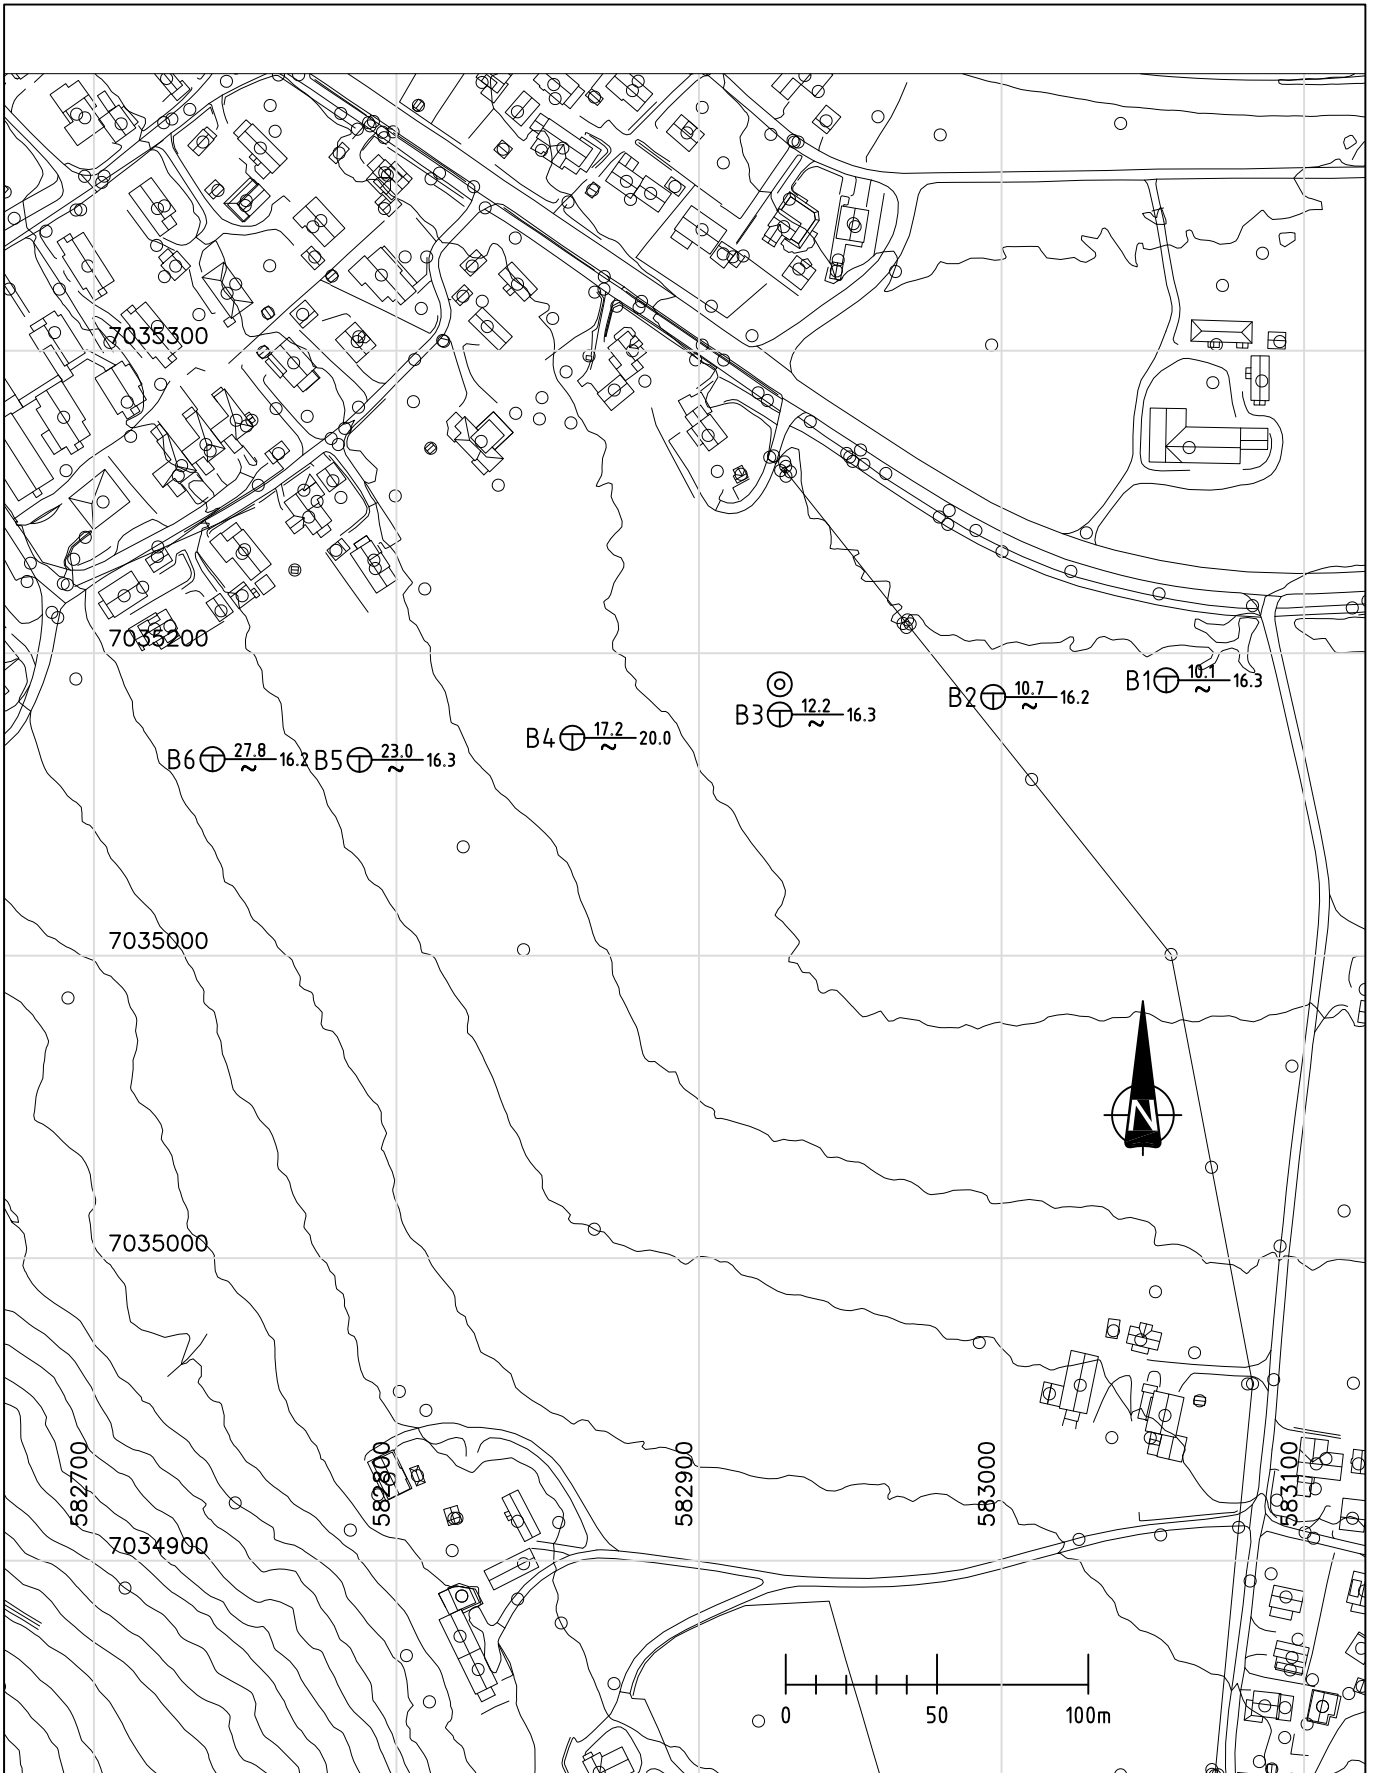 7035300
7035200
B1 10.1 ~ 16.3
B2 10.7 ~ 16.2
B3 12.2 ~ 16.3
B4 17.2 ~ 20.0
B5 23.0 ~ 16.3
B6 27.8 ~ 16.2
7035000
N
7035000
582700
582800
582900
583000
583100
7034900
0 50 100m